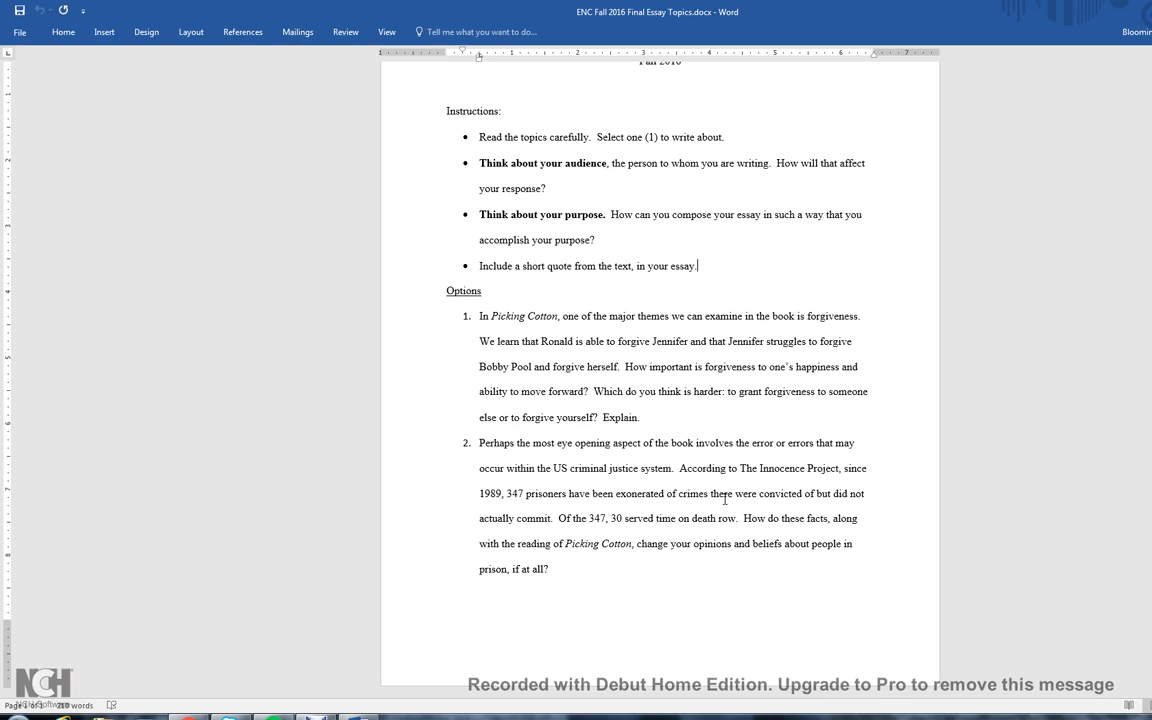 ENC Fall 2016 Final Essay Topics.docx - Word
File Home Insert Design Layout References Mailings Review View Tell me what you want to do...
Fall 2016
Instructions:
• Read the topics carefully. Select one (1) to write about.
• Think about your audience, the person to whom you are writing. How will that affect
your response?
• Think about your purpose. How can you compose your essay in such a way that you
accomplish your purpose?
• Include a short quote from the text, in your essay.
Options
1. In Picking Cotton, one of the major themes we can examine in the book is forgiveness.
We learn that Ronald is able to forgive Jennifer and that Jennifer struggles to forgive
Bobby Pool and forgive herself. How important is forgiveness to one's happiness and
ability to move forward? Which do you think is harder: to grant forgiveness to someone
else or to forgive yourself? Explain.
2. Perhaps the most eye opening aspect of the book involves the error or errors that may
occur within the US criminal justice system. According to The Innocence Project, since
1989, 347 prisoners have been exonerated of crimes there were convicted of but did not
actually commit. Of the 347, 30 served time on death row. How do these facts, along
with the reading of Picking Cotton, change your opinions and beliefs about people in
prison, if at all?
NCH
Recorded with Debut Home Edition. Upgrade to Pro to remove this message
NCH Software
words